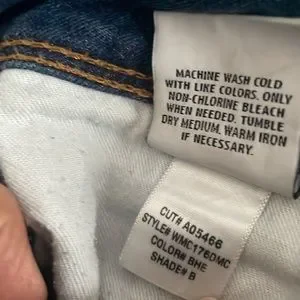 MACHINE WASH COLD
WITH LIKE COLORS. ONLY
NON-CHLORINE BLEACH
WHEN NEEDED. TUMBLE
DRY MEDIUM. WARM IRON
IF NECESSARY.
CUT# A05466
STYLE# WMC176DMC
COLOR# BHE
SHADE# B